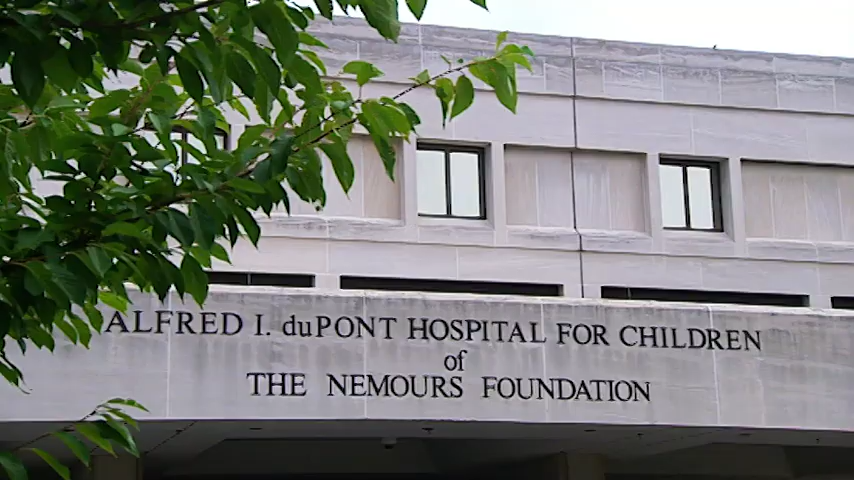 ALFRED I. duPONT HOSPITAL FOR CHILDREN
of
THE NEMOURS FOUNDATION